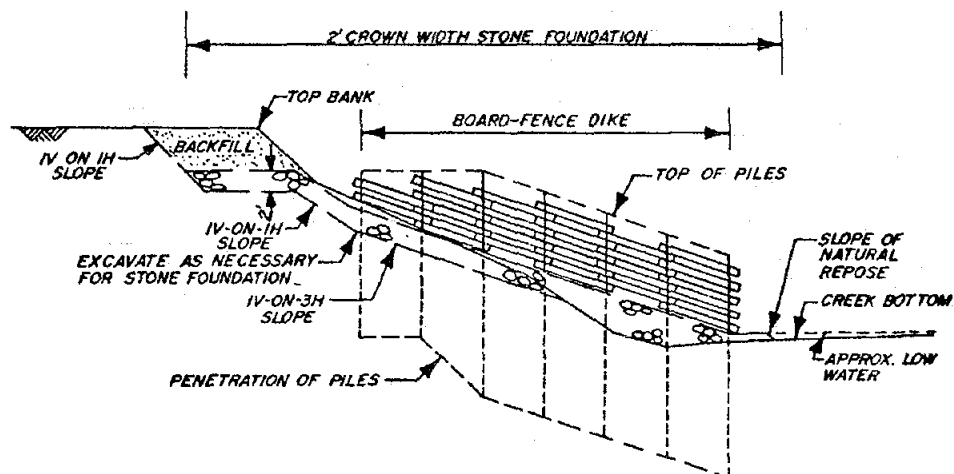 2' CROWN WIDTH STONE FOUNDATION
TOP BANK
BOARD-FENCE DIKE
1V ON 1H
SLOPE
BACKFILL
TOP OF PILES
2'
1V-ON-1H
SLOPE
EXCAVATE AS NECESSARY
FOR STONE FOUNDATION
1V-ON-3H
SLOPE
SLOPE OF
NATURAL
REPOSE
CREEK BOTTOM
APPROX. LOW
WATER
PENETRATION OF PILES